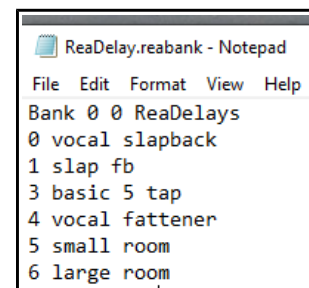 ReaDelay.reabank - Notepad
File Edit Format View Help
Bank 0 0 ReaDelays
0 vocal slapback
1 slap fb
3 basic 5 tap
4 vocal fattener
5 small room
6 large room